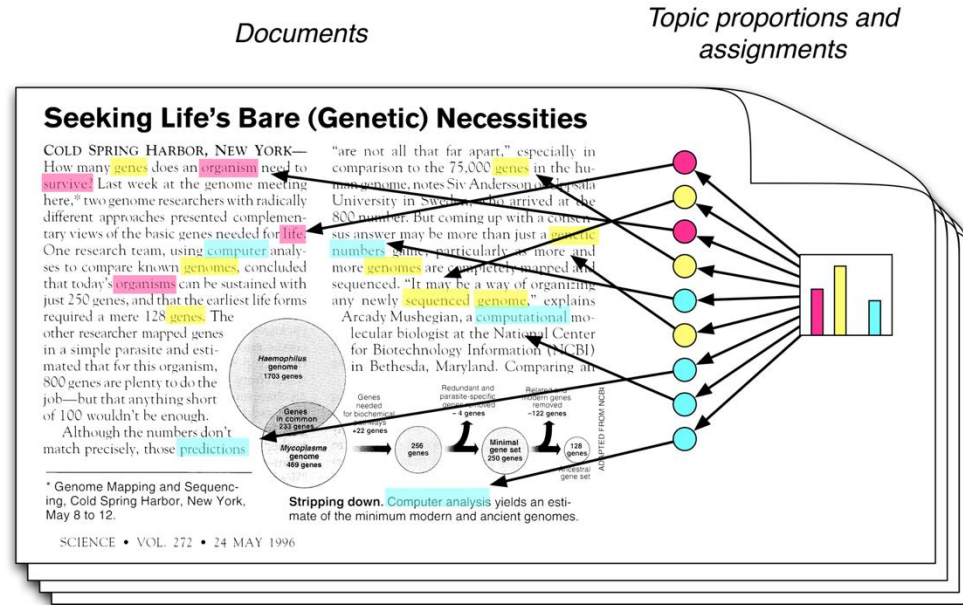 Documents
Topic proportions and
assignments
Seeking Life's Bare (Genetic) Necessities
COLD SPRING HARBOR, NEW YORK—
How many genes does an organism need to
survive? Last week at the genome meeting
here,* two genome researchers with radically
different approaches presented complemen-
tary views of the basic genes needed for life.
One research team, using computer analy-
ses to compare known genomes, concluded
that today's organisms can be sustained with
just 250 genes, and that the earliest life forms
required a mere 128 genes. The
other researcher mapped genes
in a simple parasite and esti-
mated that for this organism,
800 genes are plenty to do the
job—but that anything short
of 100 wouldn't be enough.
Although the numbers don't
match precisely, those predictions
* Genome Mapping and Sequenc-
ing, Cold Spring Harbor, New York,
May 8 to 12.
"are not all that far apart," especially in
comparison to the 75,000 genes in the hu-
man genome, notes Siv Andersson of Uppsala
University in Sweden, who arrived at the
800 number. But coming up with a consen-
sus answer may be more than just a genetic
numbers game, particularly as more and
more genomes are completely mapped and
sequenced. "It may be a way of organizing
any newly sequenced genome," explains
Arcady Mushegian, a computational mo-
lecular biologist at the National Center
for Biotechnology Information (NCBI)
in Bethesda, Maryland. Comparing an
Haemophilus
genome
1703 genes
Genes
in common
233 genes
Mycoplasma
genome
469 genes
Genes
needed
for biochemical
pathways
+22 genes
256
genes
Redundant and
parasite-specific
genes removed
– 4 genes
Minimal
gene set
250 genes
Related and
modern genes
removed
–122 genes
128
genes
Ancestral
gene set
ADAPTED FROM NCBI
Stripping down. Computer analysis yields an esti-
mate of the minimum modern and ancient genomes.
SCIENCE • VOL. 272 • 24 MAY 1996